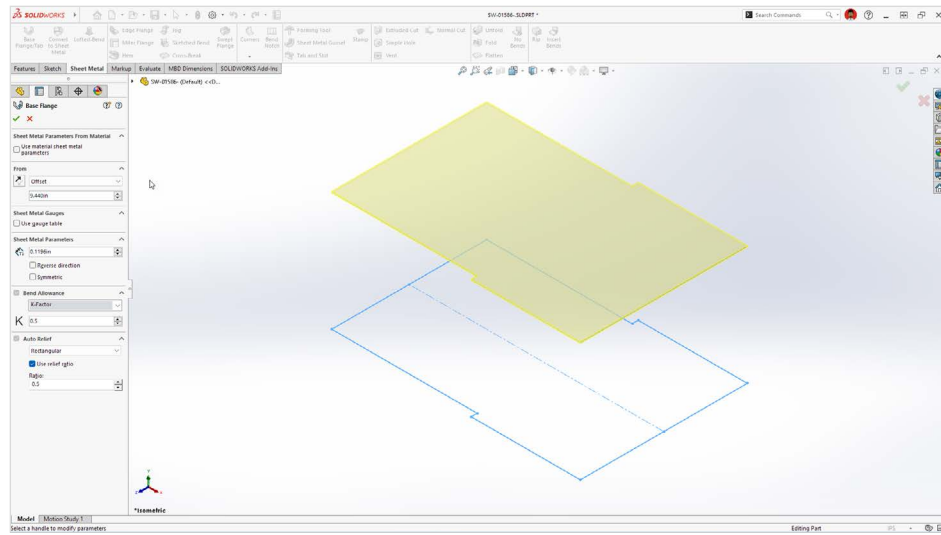 SOLIDWORKS
SW-01586-.SLDPRT *
Search Commands
Base Flange/Tab
Convert to Sheet Metal
Lofted-Bend
Edge Flange
Miter Flange
Hem
Jog
Sketched Bend
Cross-Break
Swept Flange
Corners
Bend Notch
Forming Tool
Sheet Metal Gusset
Tab and Slot
Stamp
Extruded Cut
Simple Hole
Vent
Normal Cut
Unfold
Fold
Flatten
No Bends
Rip
Insert Bends
Features
Sketch
Sheet Metal
Markup
Evaluate
MBD Dimensions
SOLIDWORKS Add-Ins
SW-01586- (Default) <<D...
Base Flange
Sheet Metal Parameters From Material
Use material sheet metal parameters
From
Offset
9.440in
Sheet Metal Gauges
Use gauge table
Sheet Metal Parameters
0.1196in
Reverse direction
Symmetric
Bend Allowance
K-Factor
K 0.5
Auto Relief
Rectangular
Use relief ratio
Ratio:
0.5
*Isometric
Model
Motion Study 1
Select a handle to modify parameters
Editing Part
IPS